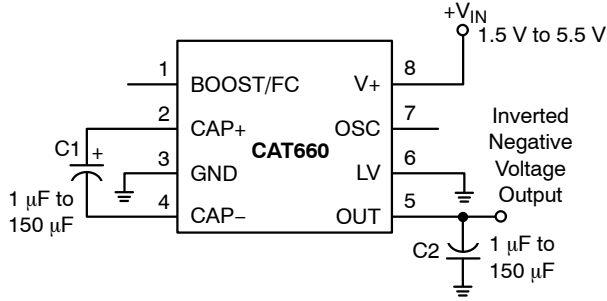 +VIN
1.5 V to 5.5 V
1
BOOST/FC
V+
8
2
CAP+
OSC
7
Inverted
Negative
Voltage
Output
C1
+
CAT660
3
GND
LV
6
1 μF to
150 μF
4
CAP−
OUT
5
C2
1 μF to
150 μF